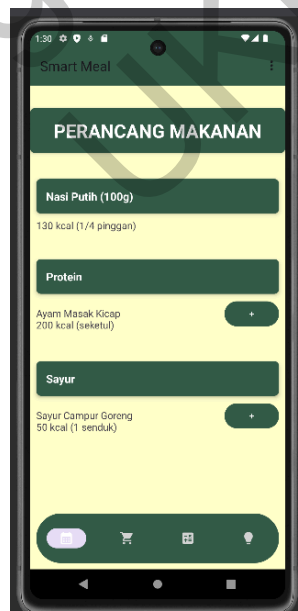 1:30
Smart Meal
PERANCANG MAKANAN
Nasi Putih (100g)
130 kcal (1/4 pinggan)
Protein
Ayam Masak Kicap
200 kcal (seketul)
+
Sayur
Sayur Campur Goreng
50 kcal (1 senduk)
+